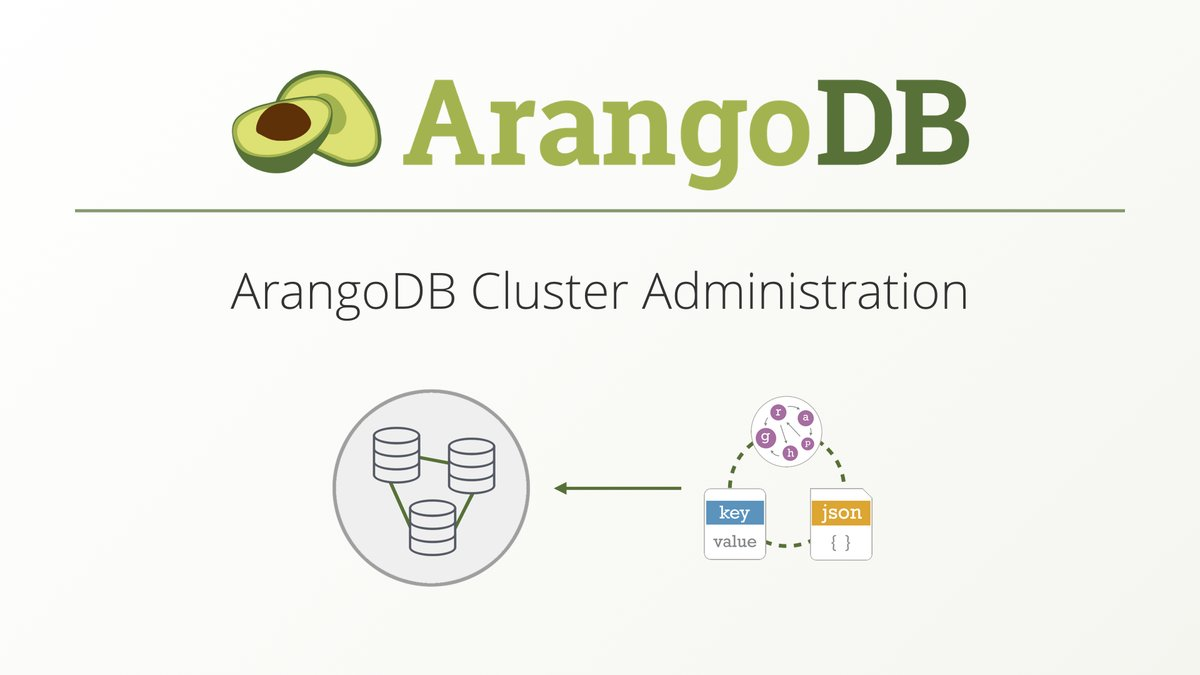 ArangoDB
ArangoDB Cluster Administration
g r a p h
key
value
json
{ }